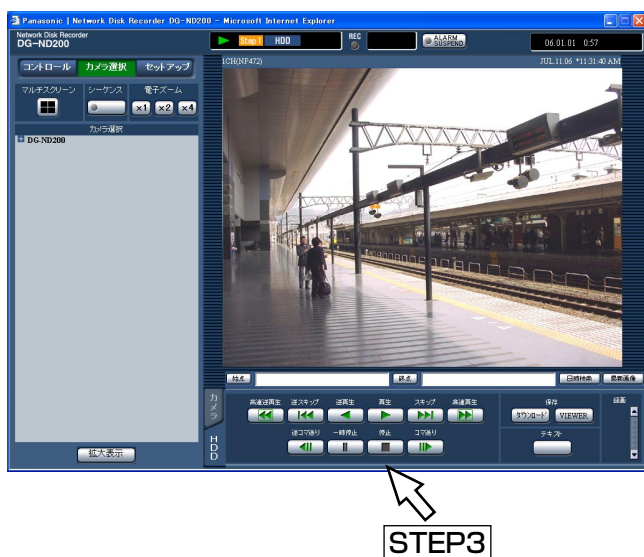 Panasonic | Network Disk Recorder DG-ND200 - Microsoft Internet Explorer
Network Disk Recorder
DG-ND200
Step 1 HDD
REC
ALARM
SUSPEND
06.01.01 0:57
コントロール カメラ選択 セットアップ
1CH(NP472)
JUL.11.06 *11:31:40 AM
マルチスクリーン シーケンス 電子ズーム
x1 x2 x4
カメラ選択
DG-ND200
始点 終点 日時検索 最新画像
カメラ
HDD
高速逆再生 逆スキップ 逆再生 再生 スキップ 高速再生 保存 録画
ダウンロード VIEWER
逆コマ送り 一時停止 停止 コマ送り テキスト
拡大表示
STEP3